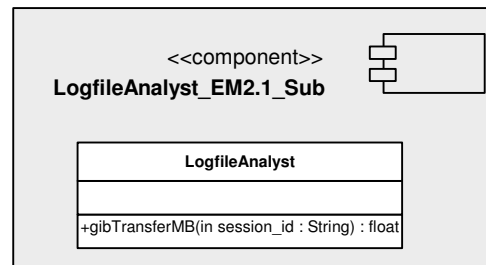 <<component>>
LogfileAnalyst_EM2.1_Sub
LogfileAnalyst
+gibTransferMB(in session_id : String) : float